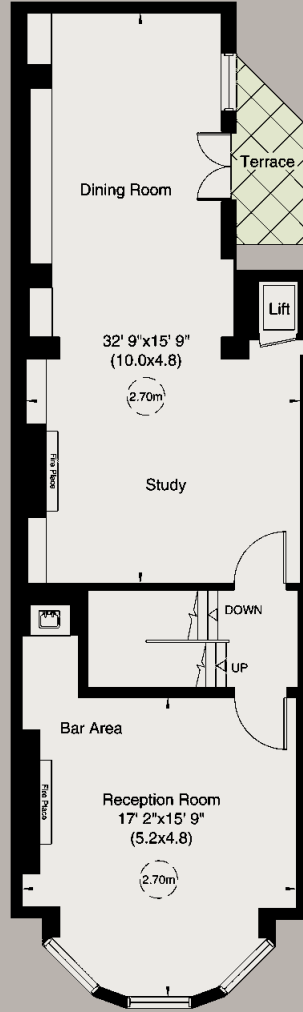 Terrace
Dining Room
Lift
32' 9"x15' 9"
(10.0x4.8)
2.70m
Fire Place
Study
DOWN
UP
Bar Area
Fire Place
Reception Room
17' 2"x15' 9"
(5.2x4.8)
2.70m